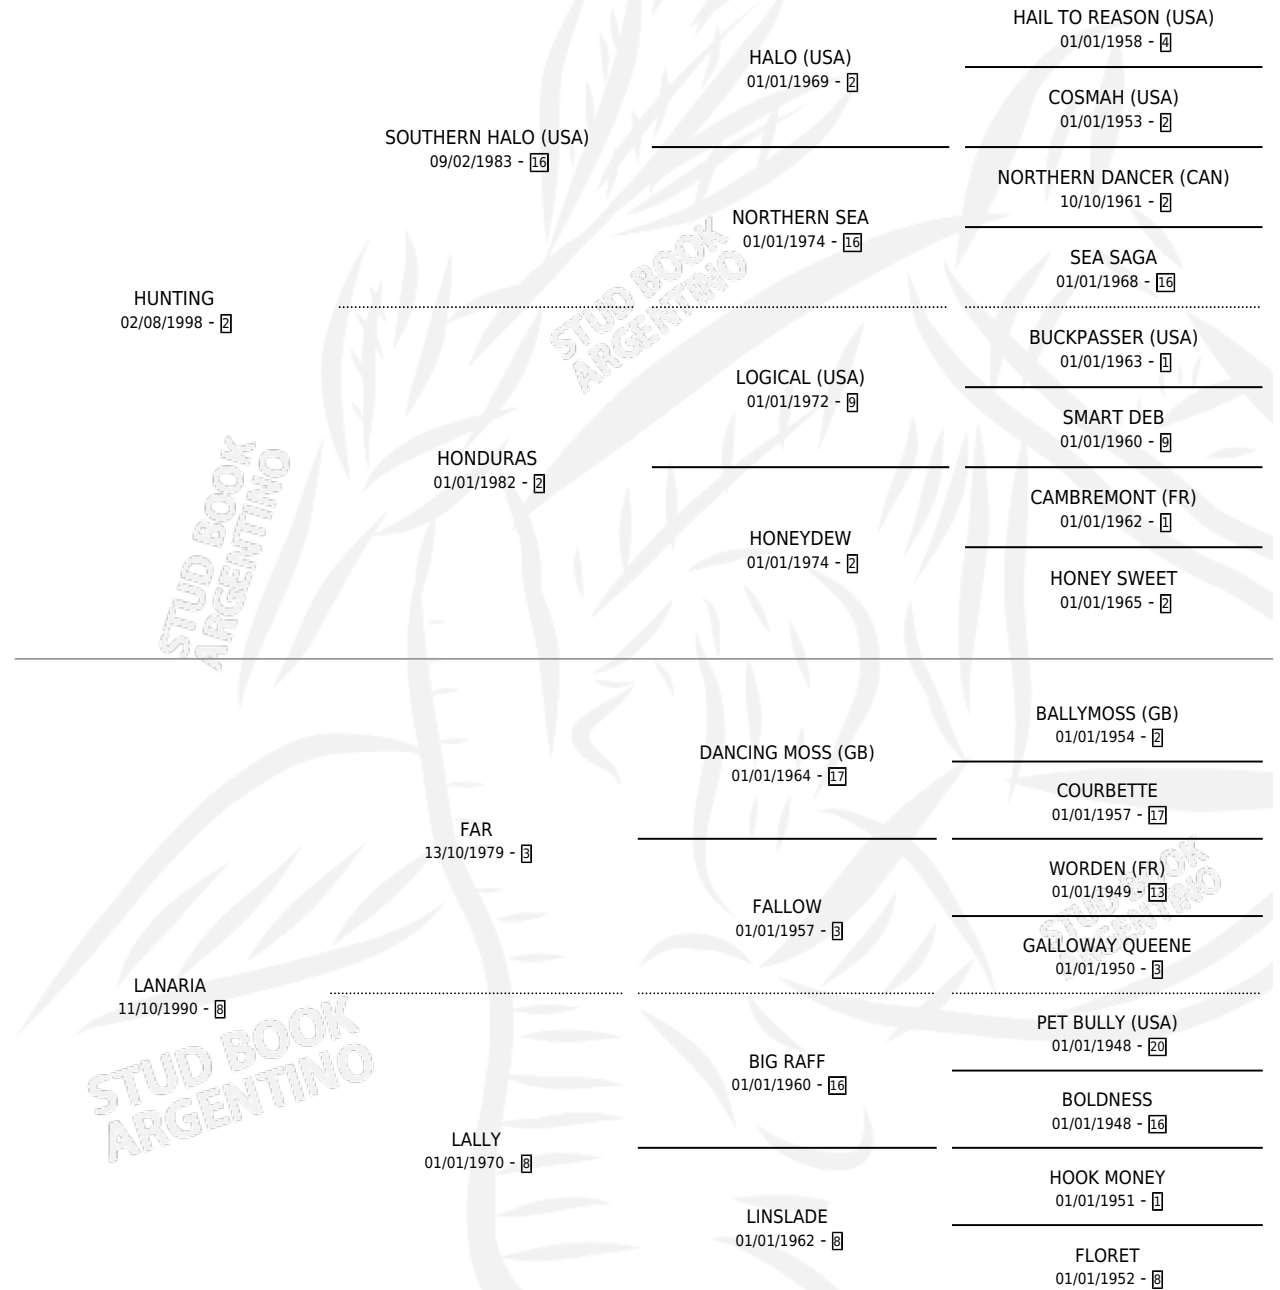 HAIL TO REASON (USA)
01/01/1958 - 4
HALO (USA)
01/01/1969 - 2
COSMAH (USA)
01/01/1953 - 2
SOUTHERN HALO (USA)
09/02/1983 - 16
NORTHERN DANCER (CAN)
10/10/1961 - 2
NORTHERN SEA
01/01/1974 - 16
SEA SAGA
01/01/1968 - 16
HUNTING
02/08/1998 - 2
STUD BOOK
ARGENTINO
BUCKPASSER (USA)
01/01/1963 - 1
LOGICAL (USA)
01/01/1972 - 9
SMART DEB
01/01/1960 - 9
HONDURAS
01/01/1982 - 2
CAMBREMONT (FR)
01/01/1962 - 1
HONEYDEW
01/01/1974 - 2
HONEY SWEET
01/01/1965 - 2
STUD BOOK
ARGENTINO
BALLYMOSS (GB)
01/01/1954 - 2
DANCING MOSS (GB)
01/01/1964 - 17
COURBETTE
01/01/1957 - 17
FAR
13/10/1979 - 3
WORDEN (FR)
01/01/1949 - 13
FALLOW
01/01/1957 - 3
GALLOWAY QUEENE
01/01/1950 - 3
STUD BOOK
ARGENTINO
LANARIA
11/10/1990 - 8
PET BULLY (USA)
01/01/1948 - 20
BIG RAFF
01/01/1960 - 16
BOLDNESS
01/01/1948 - 16
STUD BOOK
ARGENTINO
LALLY
01/01/1970 - 8
HOOK MONEY
01/01/1951 - 1
LINSLADE
01/01/1962 - 8
FLORET
01/01/1952 - 8